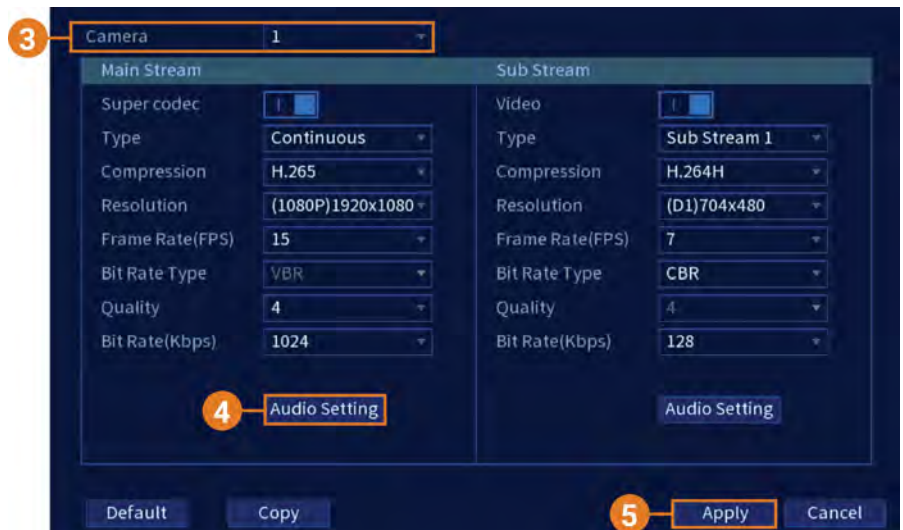 3 Camera 1
Main Stream Sub Stream
Super codec Video
Type Continuous Type Sub Stream 1
Compression H.265 Compression H.264H
Resolution (1080P)1920x1080 Resolution (D1)704x480
Frame Rate(FPS) 15 Frame Rate(FPS) 7
Bit Rate Type VBR Bit Rate Type CBR
Quality 4 Quality 4
Bit Rate(Kbps) 1024 Bit Rate(Kbps) 128
4 Audio Setting Audio Setting
Default Copy 5 Apply Cancel